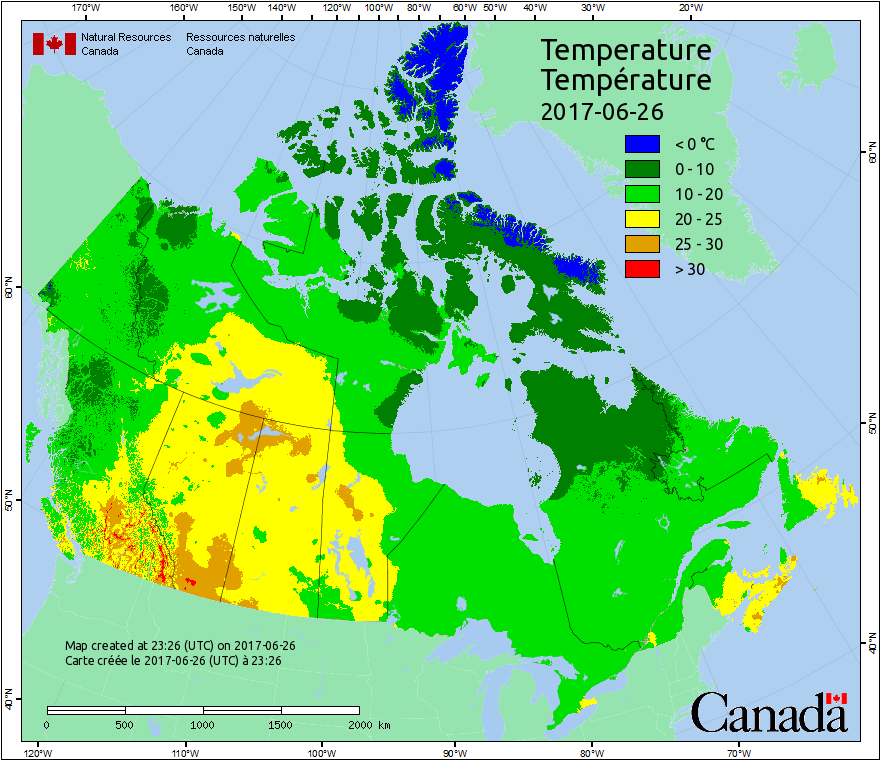 170°W 160°W 150°W 140°W 120°W 100°W 80°W 60°W 50°W 40°W 30°W 20°W
Natural Resources Ressources naturelles
Canada Canada
Temperature
Température
2017-06-26
< 0 °C
0 - 10
10 - 20
20 - 25
25 - 30
> 30
60°N 60°N
50°N 50°N
40°N 40°N
Map created at 23:26 (UTC) on 2017-06-26
Carte créée le 2017-06-26 (UTC) à 23:26
0 500 1000 1500 2000 km
Canada
120°W 110°W 100°W 90°W 80°W 70°W